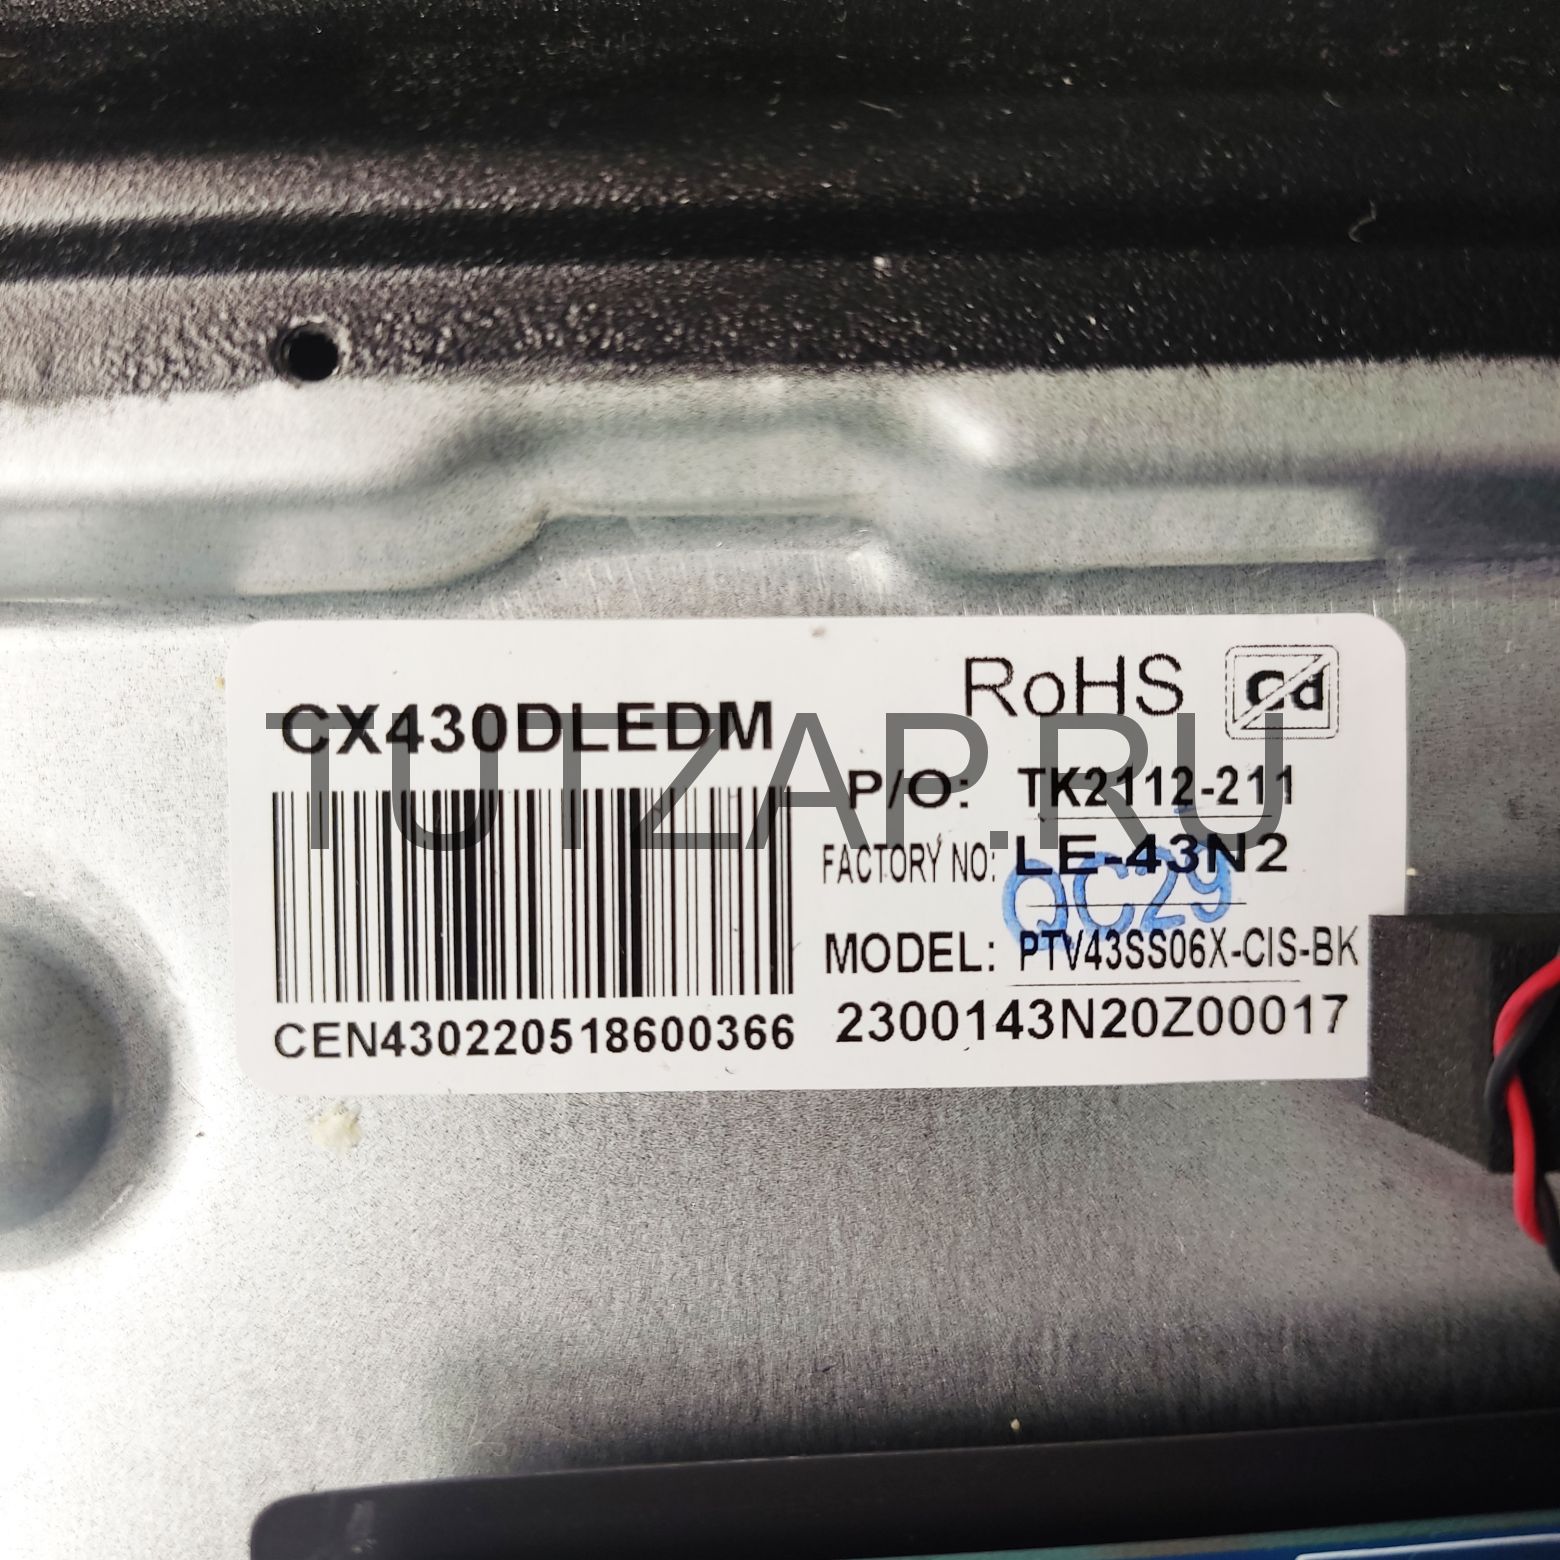 RoHS Cd
CX430DLEDM
TUTZAP.RU
P/O: TK2112-211
FACTORY NO: LE-43N2
QC29
MODEL: PTV43SS06X-CIS-BK
CEN430220518600366
2300143N20Z00017